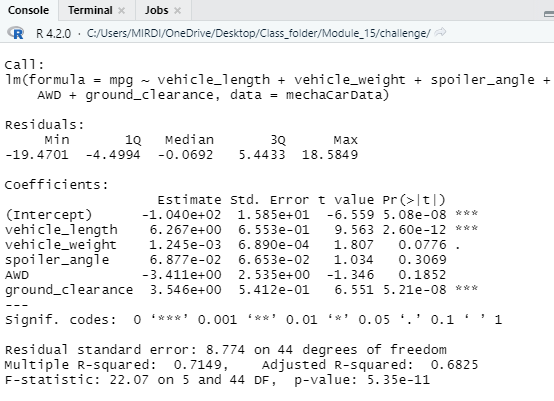 Console Terminal × Jobs ×
R 4.2.0 · C:/Users/MIRDI/OneDrive/Desktop/Class_folder/Module_15/challenge/
Call:
lm(formula = mpg ~ vehicle_length + vehicle_weight + spoiler_angle +
    AWD + ground_clearance, data = mechaCarData)
Residuals:
     Min       1Q   Median       3Q      Max
-19.4701  -4.4994  -0.0692   5.4433  18.5849
Coefficients:
                   Estimate Std. Error t value Pr(>|t|)
(Intercept)      -1.040e+02  1.585e+01  -6.559 5.08e-08 ***
vehicle_length    6.267e+00  6.553e-01   9.563 2.60e-12 ***
vehicle_weight    1.245e-03  6.890e-04   1.807   0.0776 .
spoiler_angle     6.877e-02  6.653e-02   1.034   0.3069
AWD              -3.411e+00  2.535e+00  -1.346   0.1852
ground_clearance  3.546e+00  5.412e-01   6.551 5.21e-08 ***
---
Signif. codes:  0 ‘***’ 0.001 ‘**’ 0.01 ‘*’ 0.05 ‘.’ 0.1 ‘ ’ 1
Residual standard error: 8.774 on 44 degrees of freedom
Multiple R-squared:  0.7149,    Adjusted R-squared:  0.6825
F-statistic: 22.07 on 5 and 44 DF,  p-value: 5.35e-11